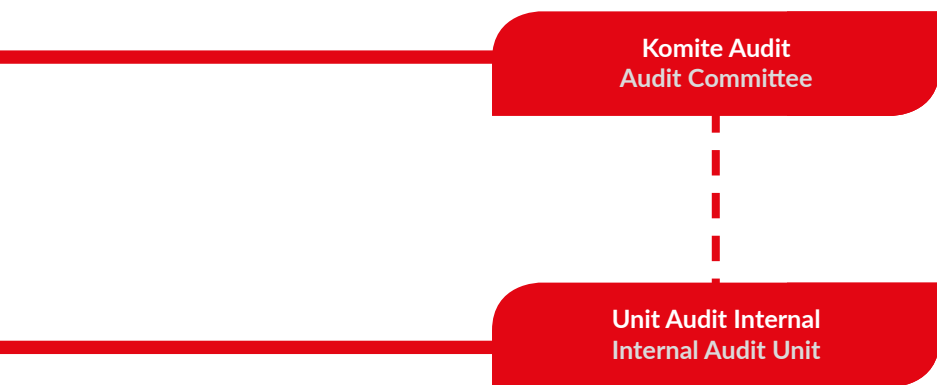 Komite Audit
Audit Committee
Unit Audit Internal
Internal Audit Unit